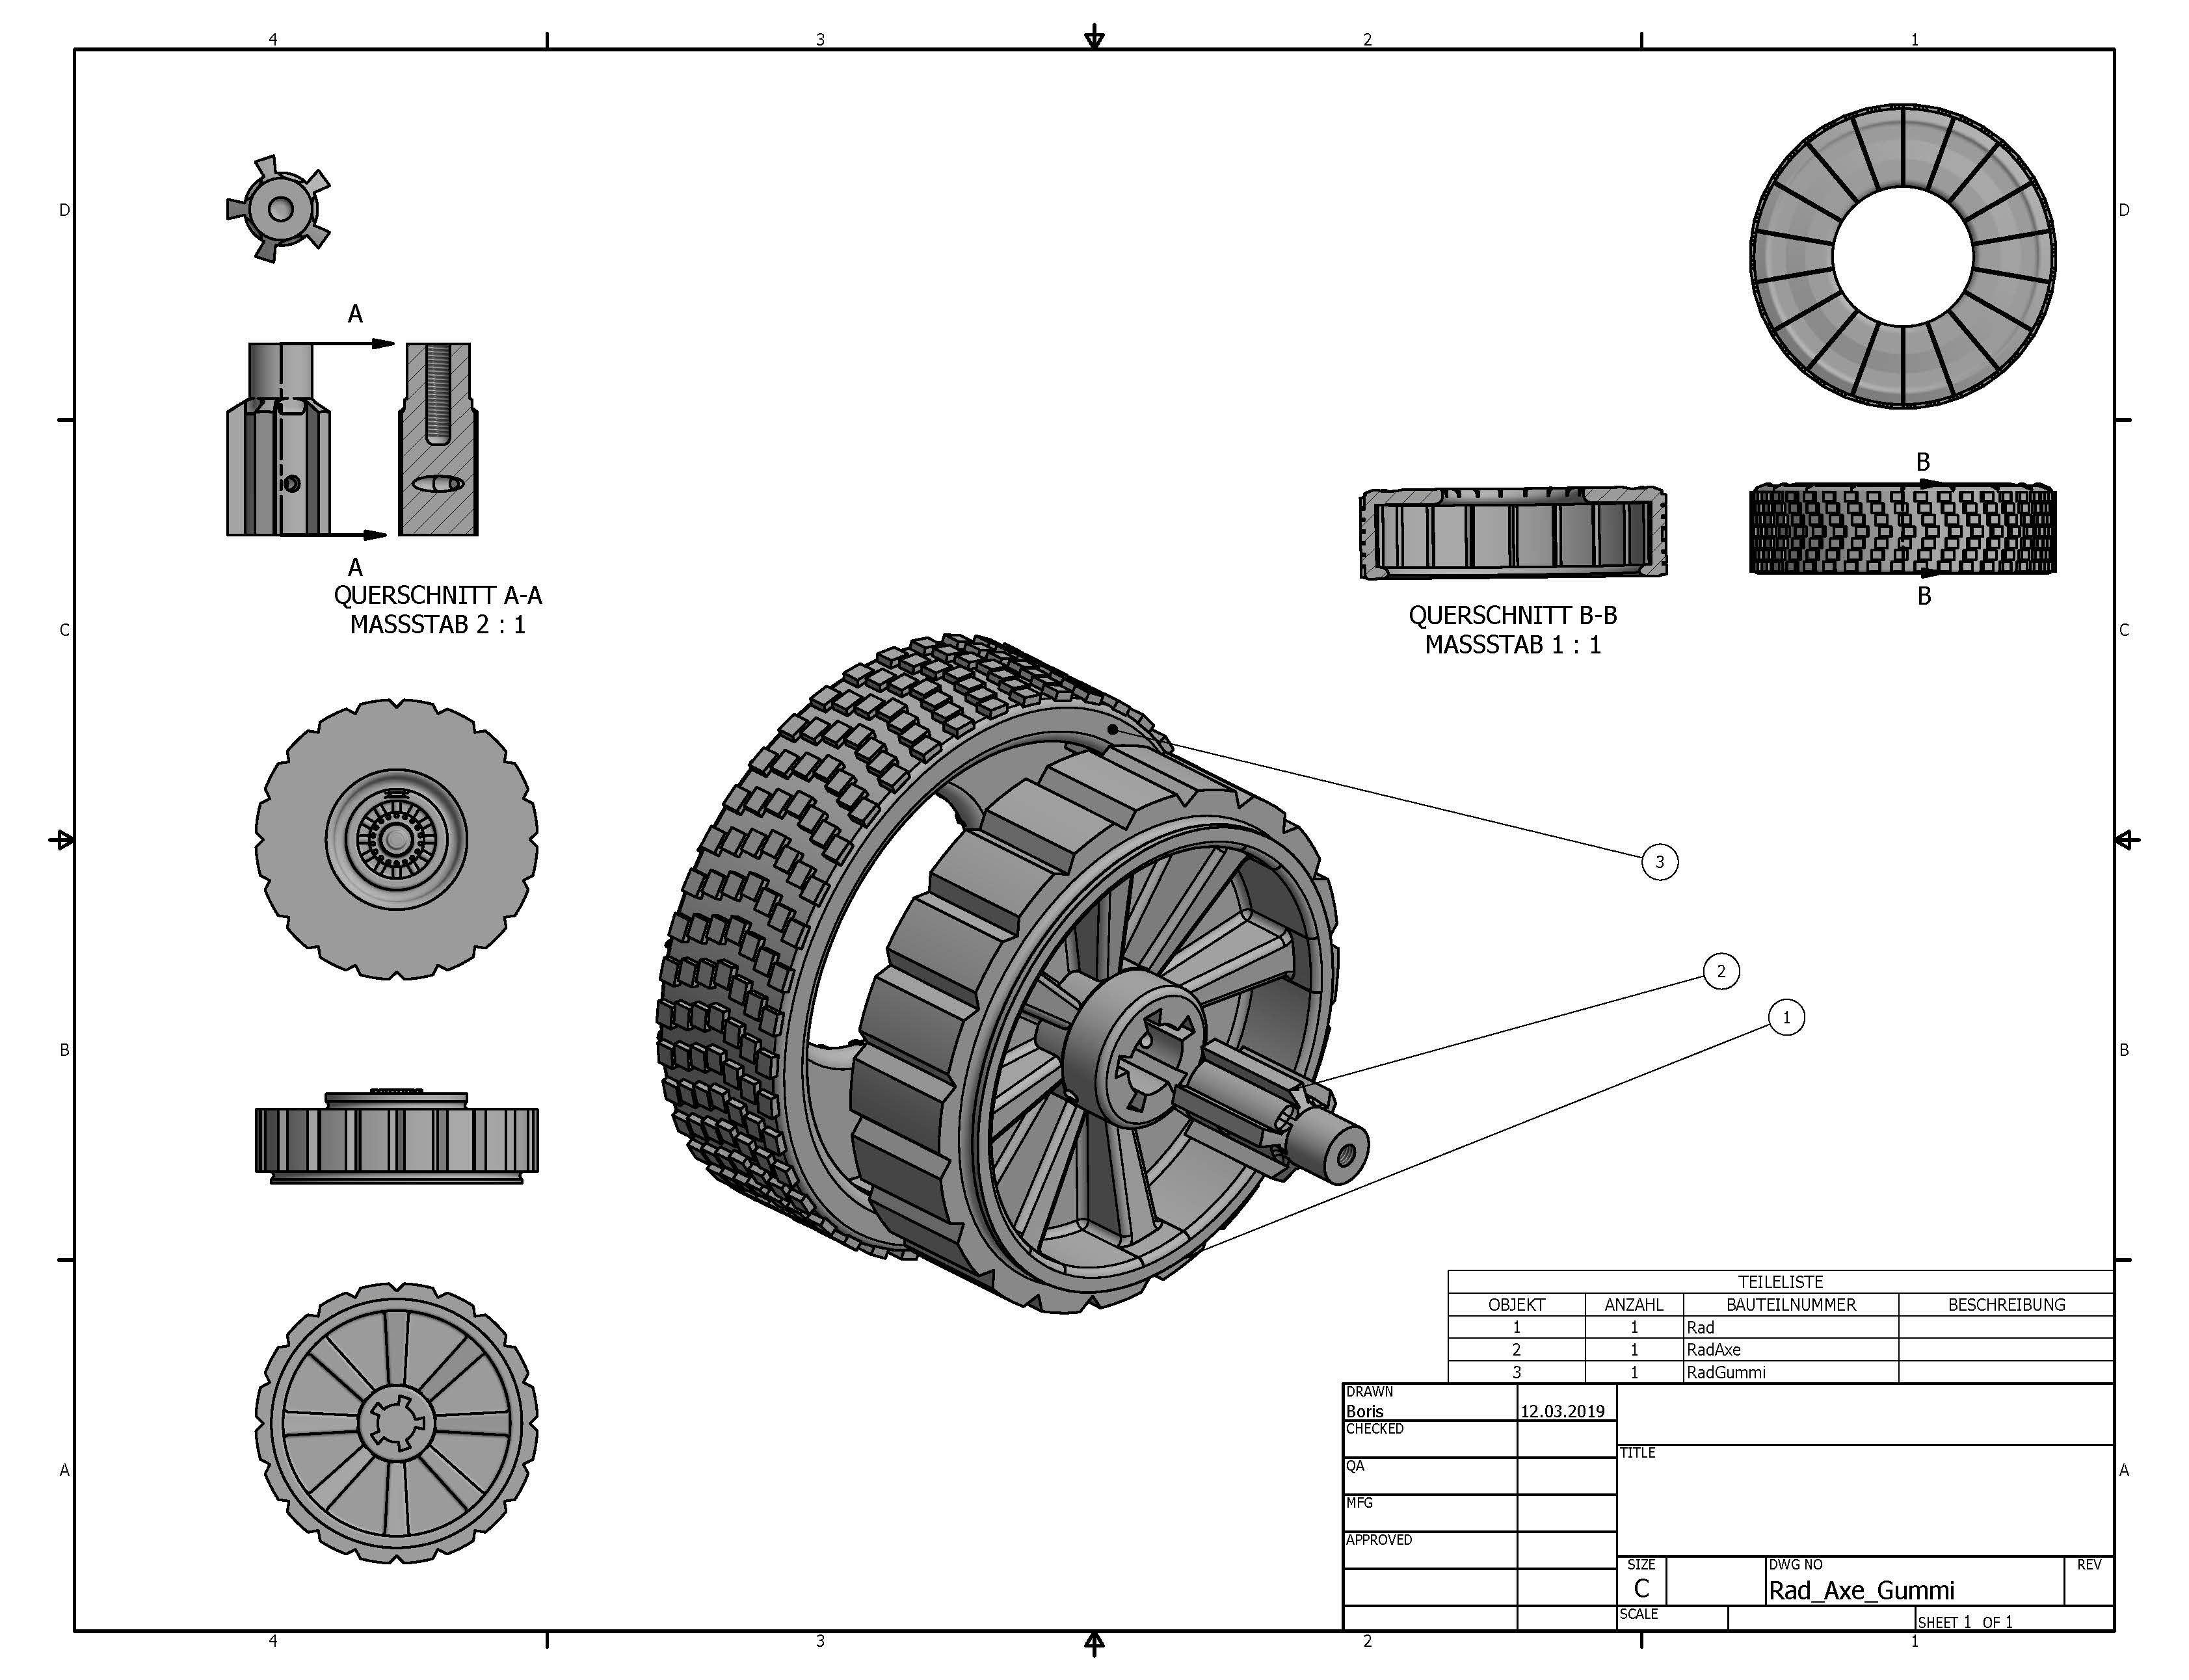 4 3 2 1
D D
A
A
QUERSCHNITT A-A
MASSSTAB 2 : 1
B
B
QUERSCHNITT B-B
MASSSTAB 1 : 1
C C
3
2
1
B B
TEILELISTE
OBJEKT ANZAHL BAUTEILNUMMER BESCHREIBUNG
1 1 Rad
2 1 RadAxe
3 1 RadGummi
DRAWN
Boris 12.03.2019
CHECKED
QA
MFG
APPROVED
TITLE
A A
SIZE
C
DWG NO
Rad_Axe_Gummi
REV
SCALE
SHEET 1 OF 1
4 3 2 1